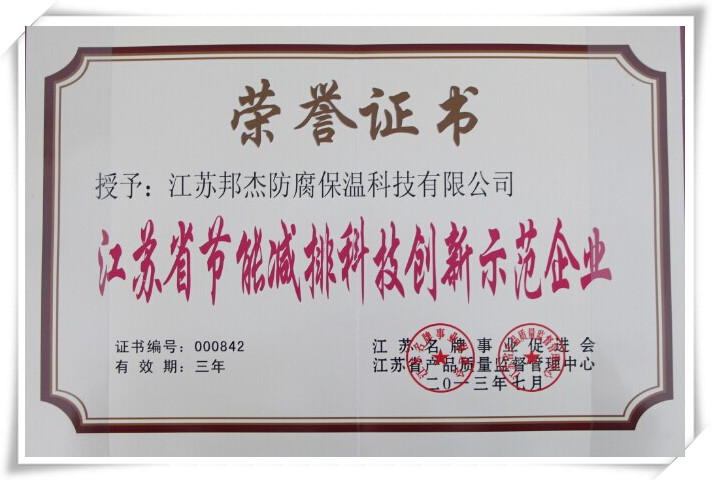 荣誉证书
授予：江苏邦杰防腐保温科技有限公司
江苏省节能减排科技创新示范企业
证书编号：000842
有 效 期：三年
江苏名牌事业促进会
江苏省产品质量监督管理中心
二〇一三年七月